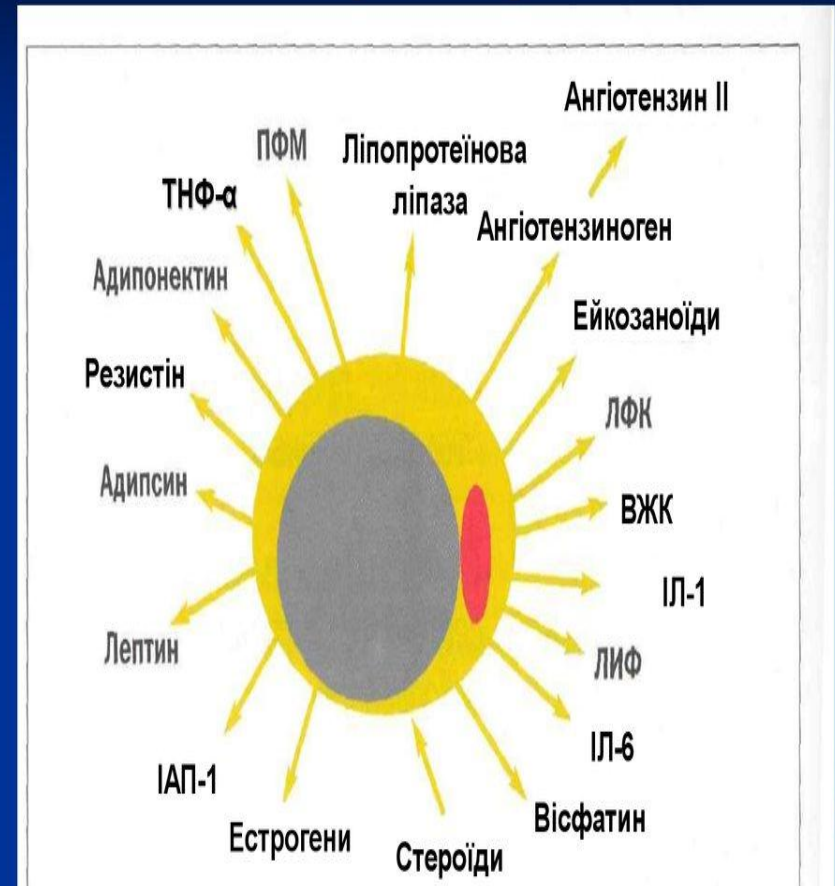 Ангіотензин II
ПФМ
Ліпопротеїнова
ліпаза
ТНФ-α
Ангіотензиноген
Адипонектин
Ейкозаноїди
Резистін
ЛФК
Адипсин
ВЖК
ІЛ-1
Лептин
ЛИФ
ІЛ-6
ІАП-1
Вісфатин
Естрогени
Стероїди